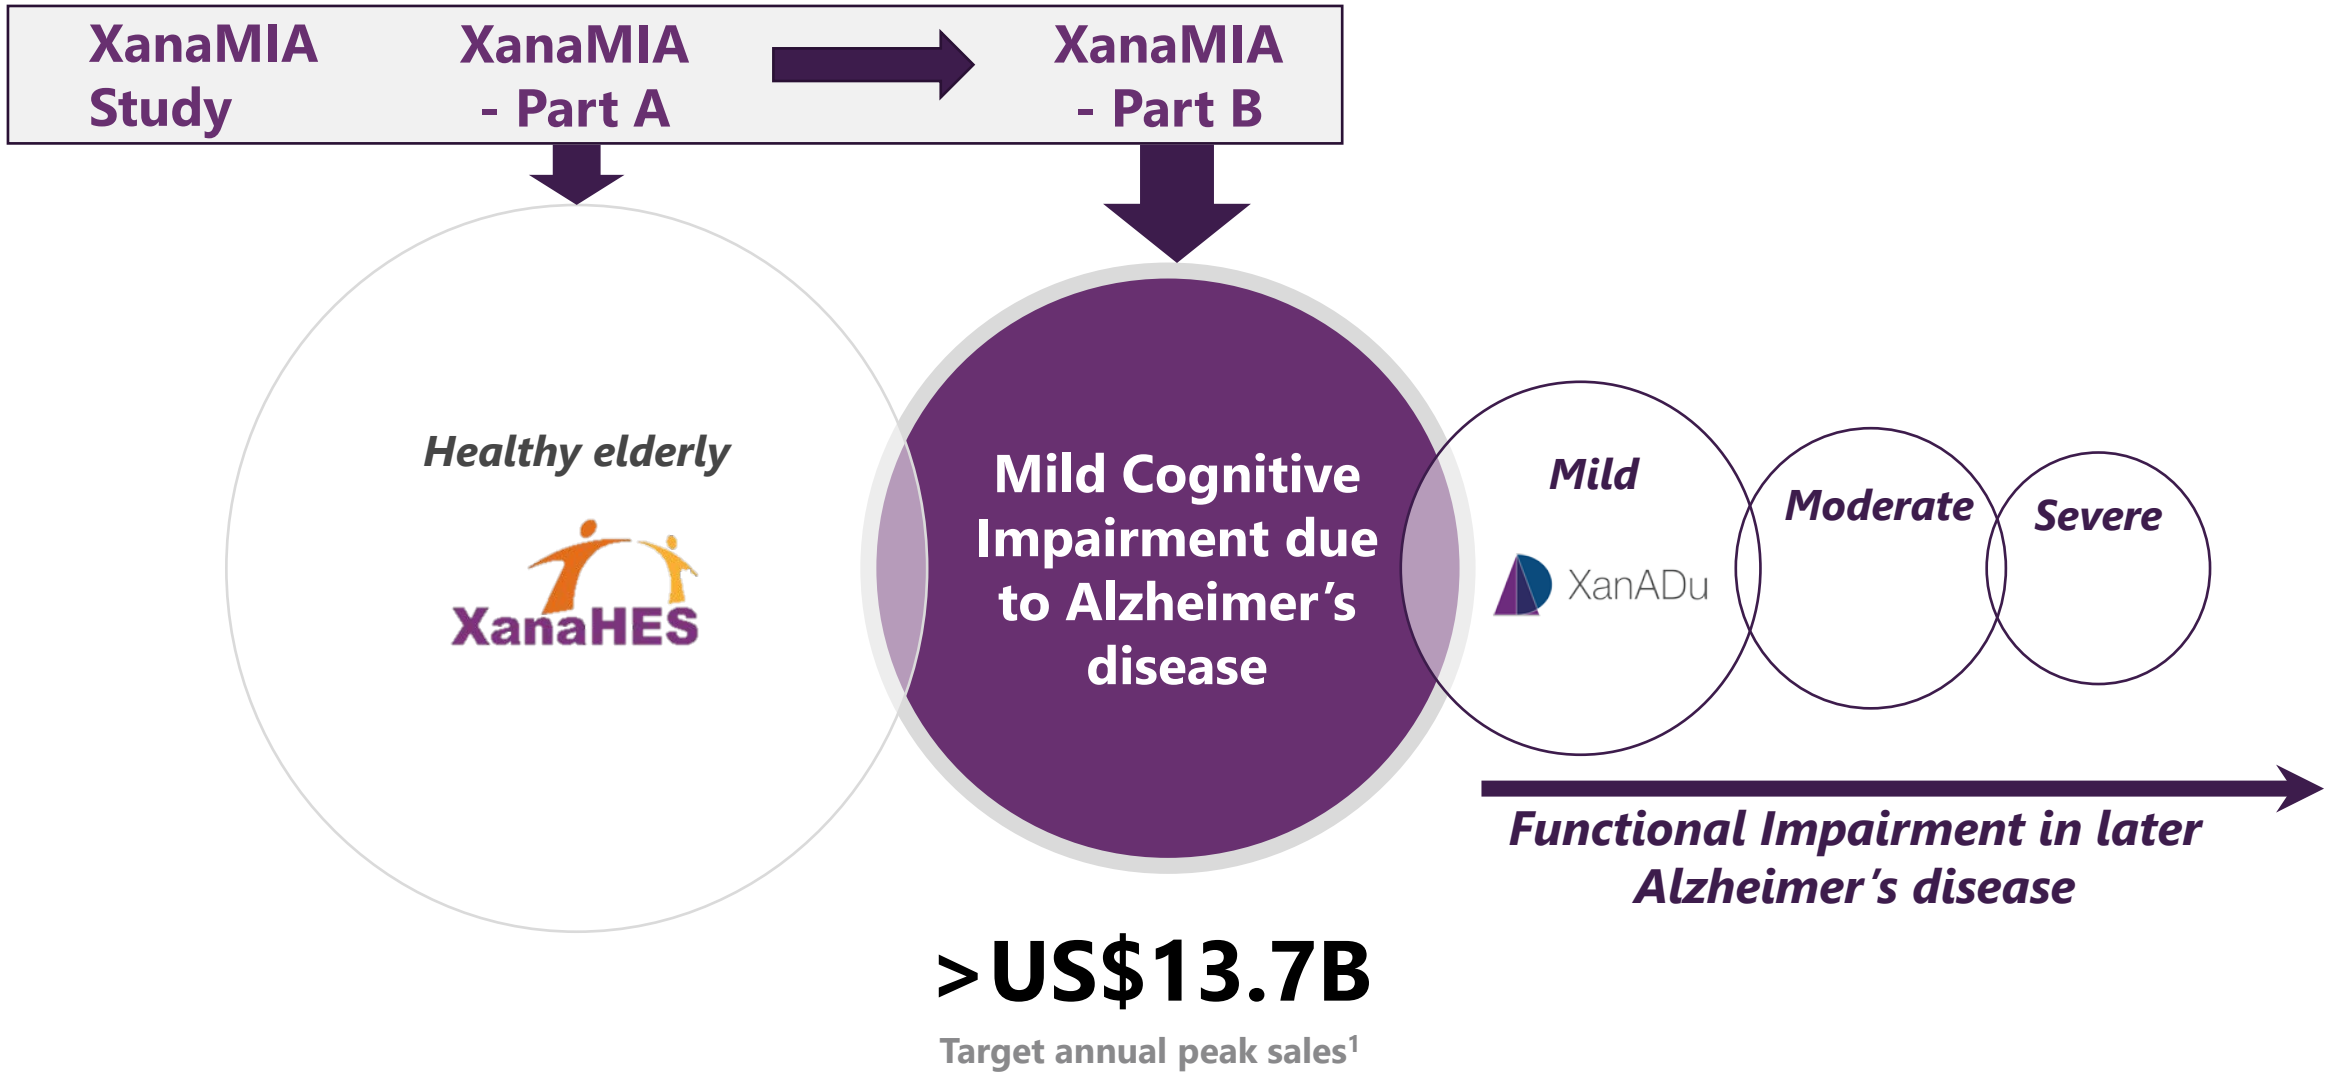 XanaMIA
Study
XanaMIA
- Part A
XanaMIA
- Part B
Healthy elderly
XanaHES
Mild Cognitive
Impairment due
to Alzheimer’s
disease
Mild
XanADu
Moderate
Severe
Functional Impairment in later
Alzheimer’s disease
>US$13.7B
Target annual peak sales¹